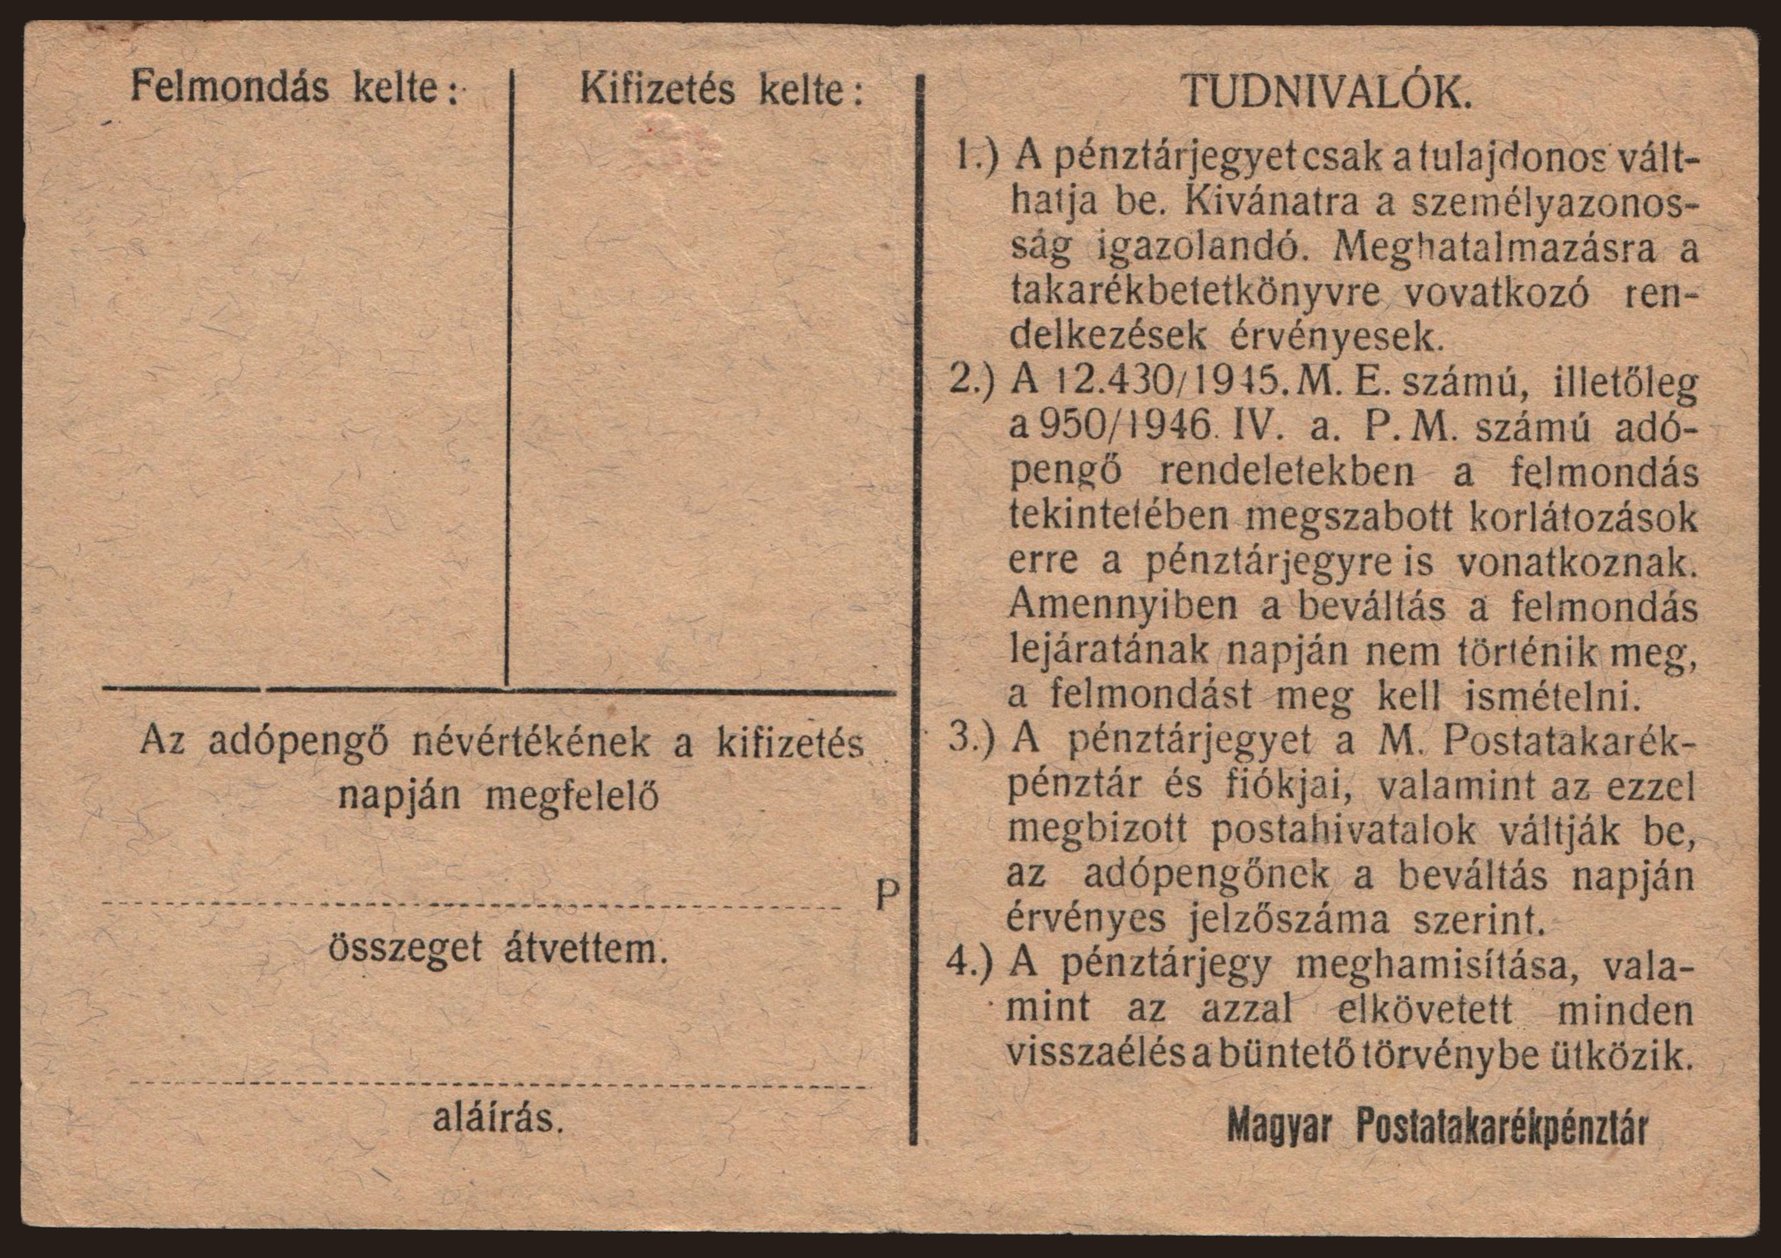 Felmondás kelte:
Kifizetés kelte:
Az adópengő névértékének a kifizetés
napján megfelelő
P
összeget átvettem.
aláírás.
TUDNIVALÓK.
1.) A pénztárjegyet csak a tulajdonos vált-
hatja be. Kivánatra a személyazonos-
ság igazolandó. Meghatalmazásra a
takarékbetetkönyvre vovatkozó ren-
delkezések érvényesek.
2.) A 12.430/1945. M. E. számú, illetőleg
a 950/1946. IV. a. P. M. számú adó-
pengő rendeletekben a felmondás
tekintetében megszabott korlátozások
erre a pénztárjegyre is vonatkoznak.
Amennyiben a beváltás a felmondás
lejáratának napján nem történik meg,
a felmondást meg kell ismételni.
3.) A pénztárjegyet a M. Postatakarék-
pénztár és fiókjai, valamint az ezzel
megbizott postahivatalok váltják be,
az adópengőnek a beváltás napján
érvényes jelzőszáma szerint.
4.) A pénztárjegy meghamisítása, vala-
mint az azzal elkövetett minden
visszaélés a büntető törvénybe ütközik.
Magyar Postatakarékpénztár